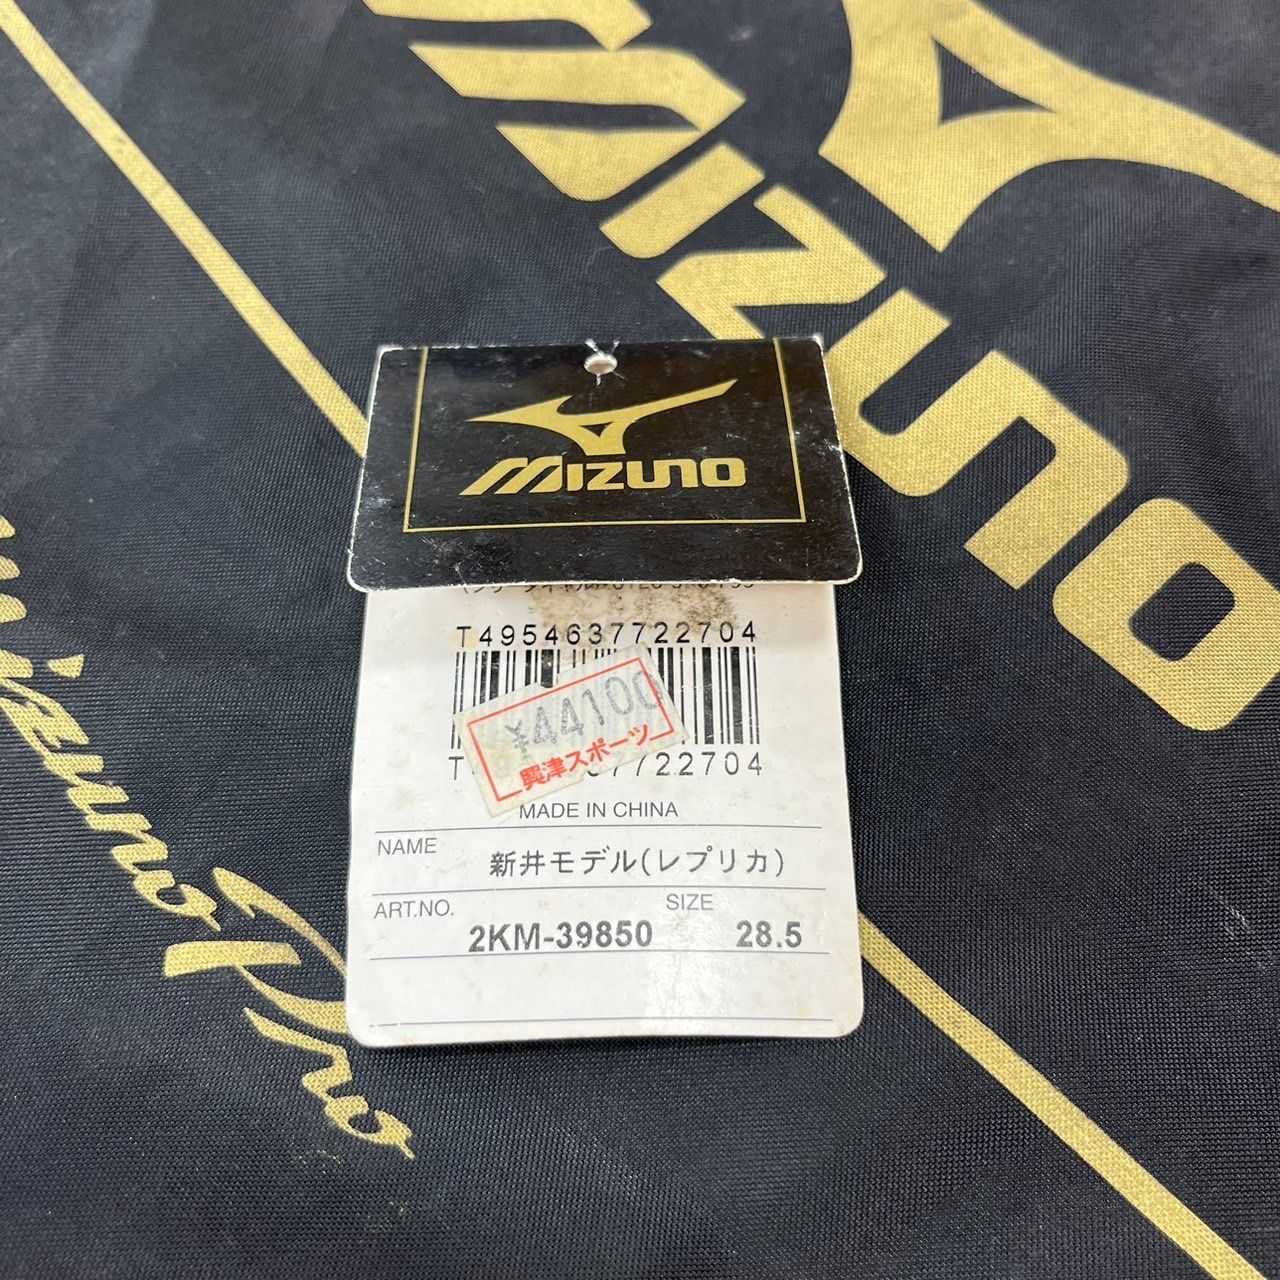 MIZUNO
MIZUNO
T4954637722704
¥44100
興津スポーツ
37722704
MADE IN CHINA
NAME
新井モデル(レプリカ)
ART.NO.
SIZE
2KM-39850
28.5
Mizuno Pro